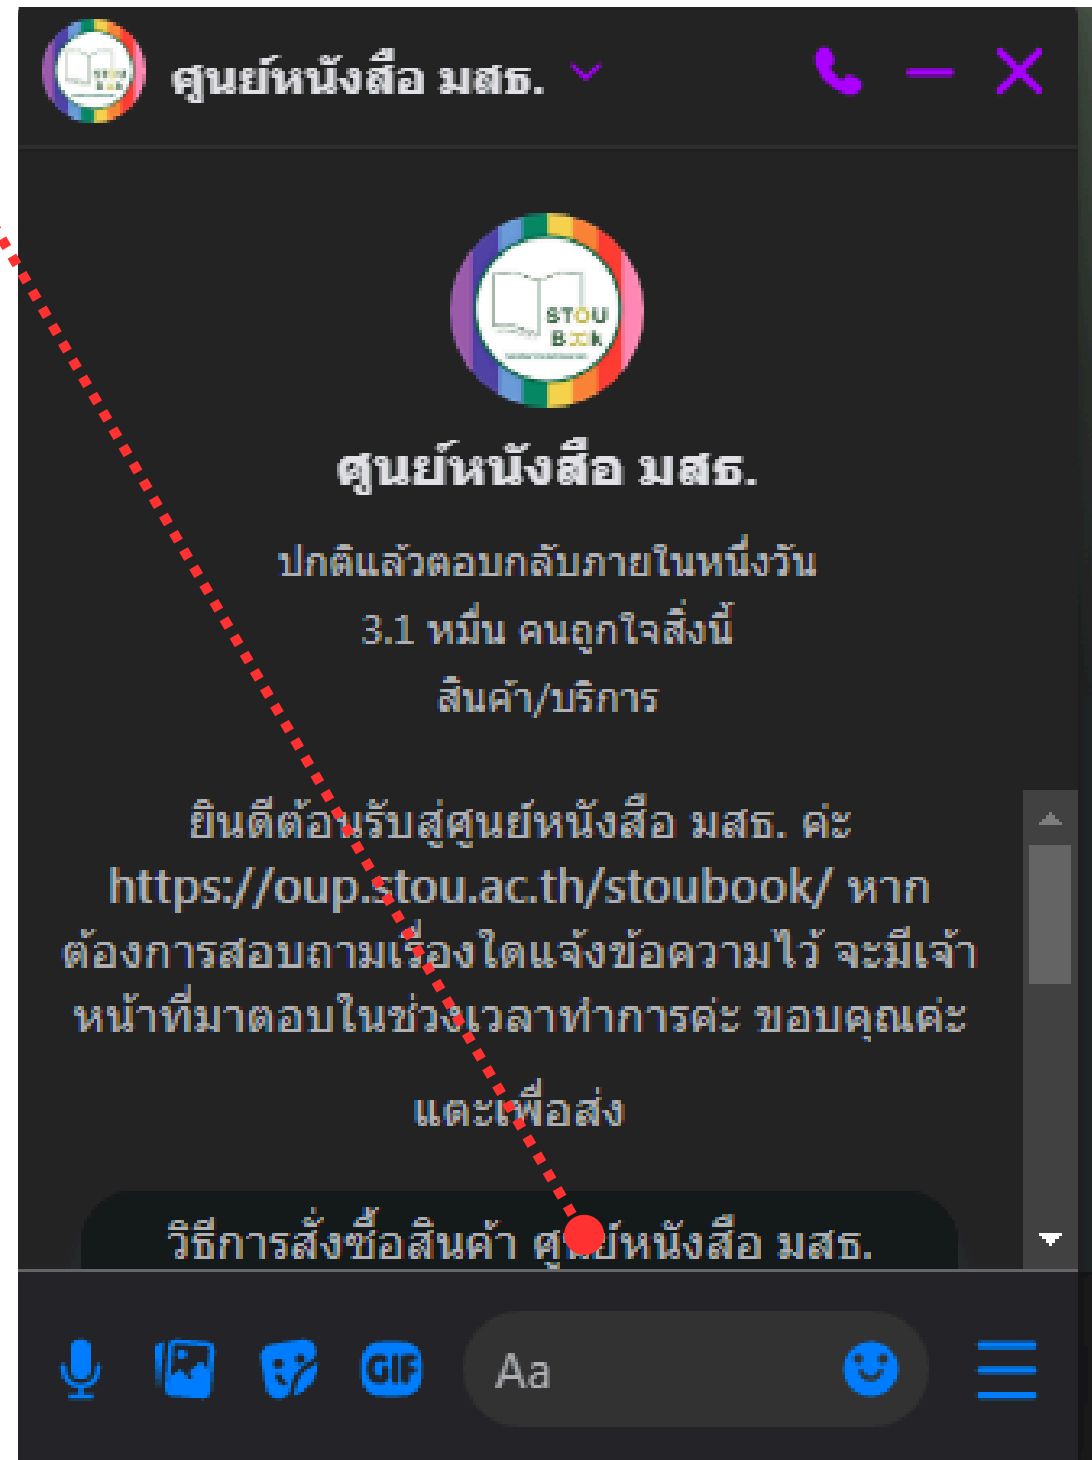 ศูนย์หนังสือ มสธ.
STOU
Book
ศูนย์หนังสือ มสธ.
ปกติแล้วตอบกลับภายในหนึ่งวัน
3.1 หมื่น คนถูกใจสิ่งนี้
สินค้า/บริการ
ยินดีต้อนรับสู่ศูนย์หนังสือ มสธ. ค่ะ
https://oup.stou.ac.th/stoubook/ หาก
ต้องการสอบถามเรื่องใดแจ้งข้อความไว้ จะมีเจ้า
หน้าที่มาตอบในช่วงเวลาทำการค่ะ ขอบคุณค่ะ
แตะเพื่อส่ง
วิธีการสั่งซื้อสินค้า ศูนย์หนังสือ มสธ.
GIF
Aa